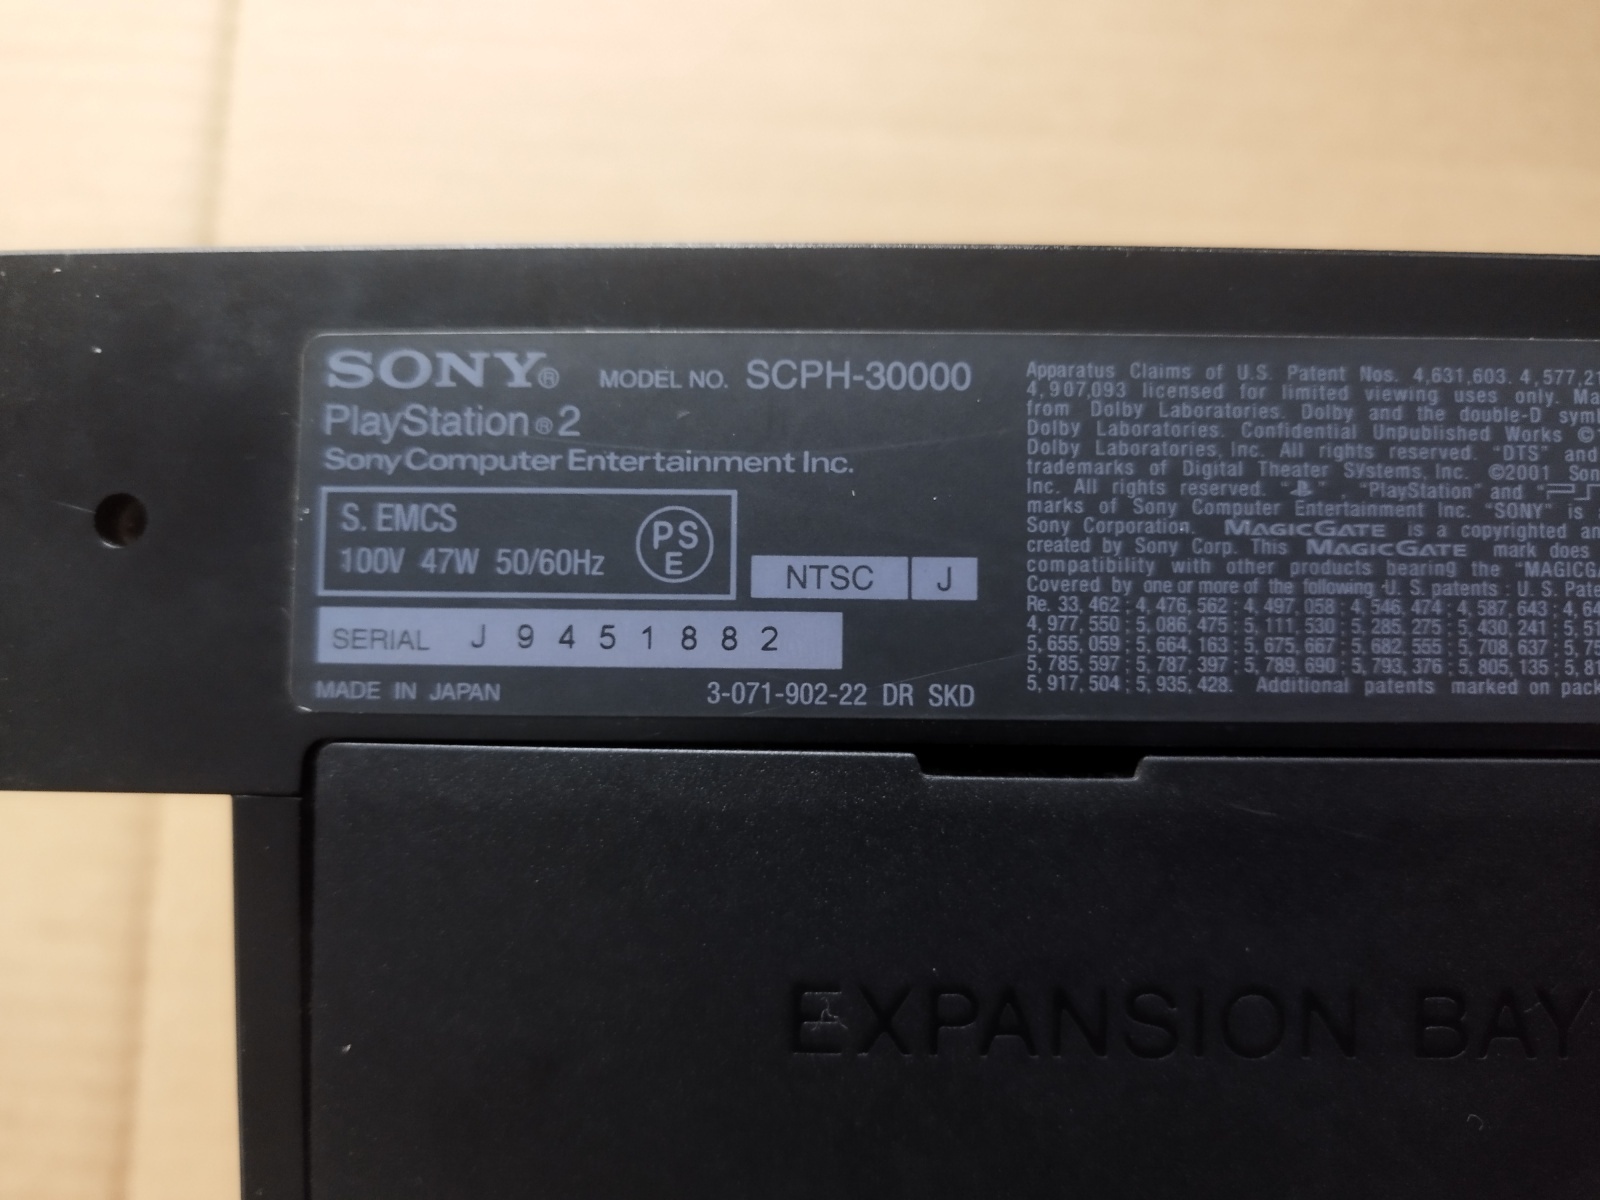 SONY® MODEL NO. SCPH-30000
PlayStation®2
Sony Computer Entertainment Inc.
S. EMCS
100V 47W 50/60Hz
PS
E
NTSC J
SERIAL J9451882
MADE IN JAPAN 3-071-902-22 DR SKD
Apparatus Claims of U.S. Patent Nos. 4,631,603. 4,577,21
4,907,093 licensed for limited viewing uses only. Ma
from Dolby Laboratories. Dolby and the double-D symb
Dolby Laboratories. Confidential Unpublished Works ©
Dolby Laboratories, Inc. All rights reserved. "DTS" and
trademarks of Digital Theater Systems, Inc. ©2001 Son
Inc. All rights reserved. " ", "PlayStation" and "PS
marks of Sony Computer Entertainment Inc. "SONY" is
Sony Corporation. MAGICGATE is a copyrighted an
created by Sony Corp. This MAGICGATE mark does
compatibility with other products bearing the "MAGICGA
Covered by one or more of the following U.S. patents : U.S. Pate
Re. 33, 462 ; 4, 476, 562 ; 4, 497, 058 ; 4, 546, 474 ; 4, 587, 643 ; 4, 64
4, 977, 550 ; 5, 086, 475 ; 5, 111, 530 ; 5, 285, 275 ; 5, 430, 241 ; 5, 51
5, 655, 059 ; 5, 664, 163 ; 5, 675, 667 ; 5, 682, 555 ; 5, 708, 637 ; 5, 75
5, 785, 597 ; 5, 787, 397 ; 5, 789, 690 ; 5, 793, 376 ; 5, 805, 135 ; 5, 81
5, 917, 504 ; 5, 935, 428. Additional patents marked on pack
EXPANSION BAY